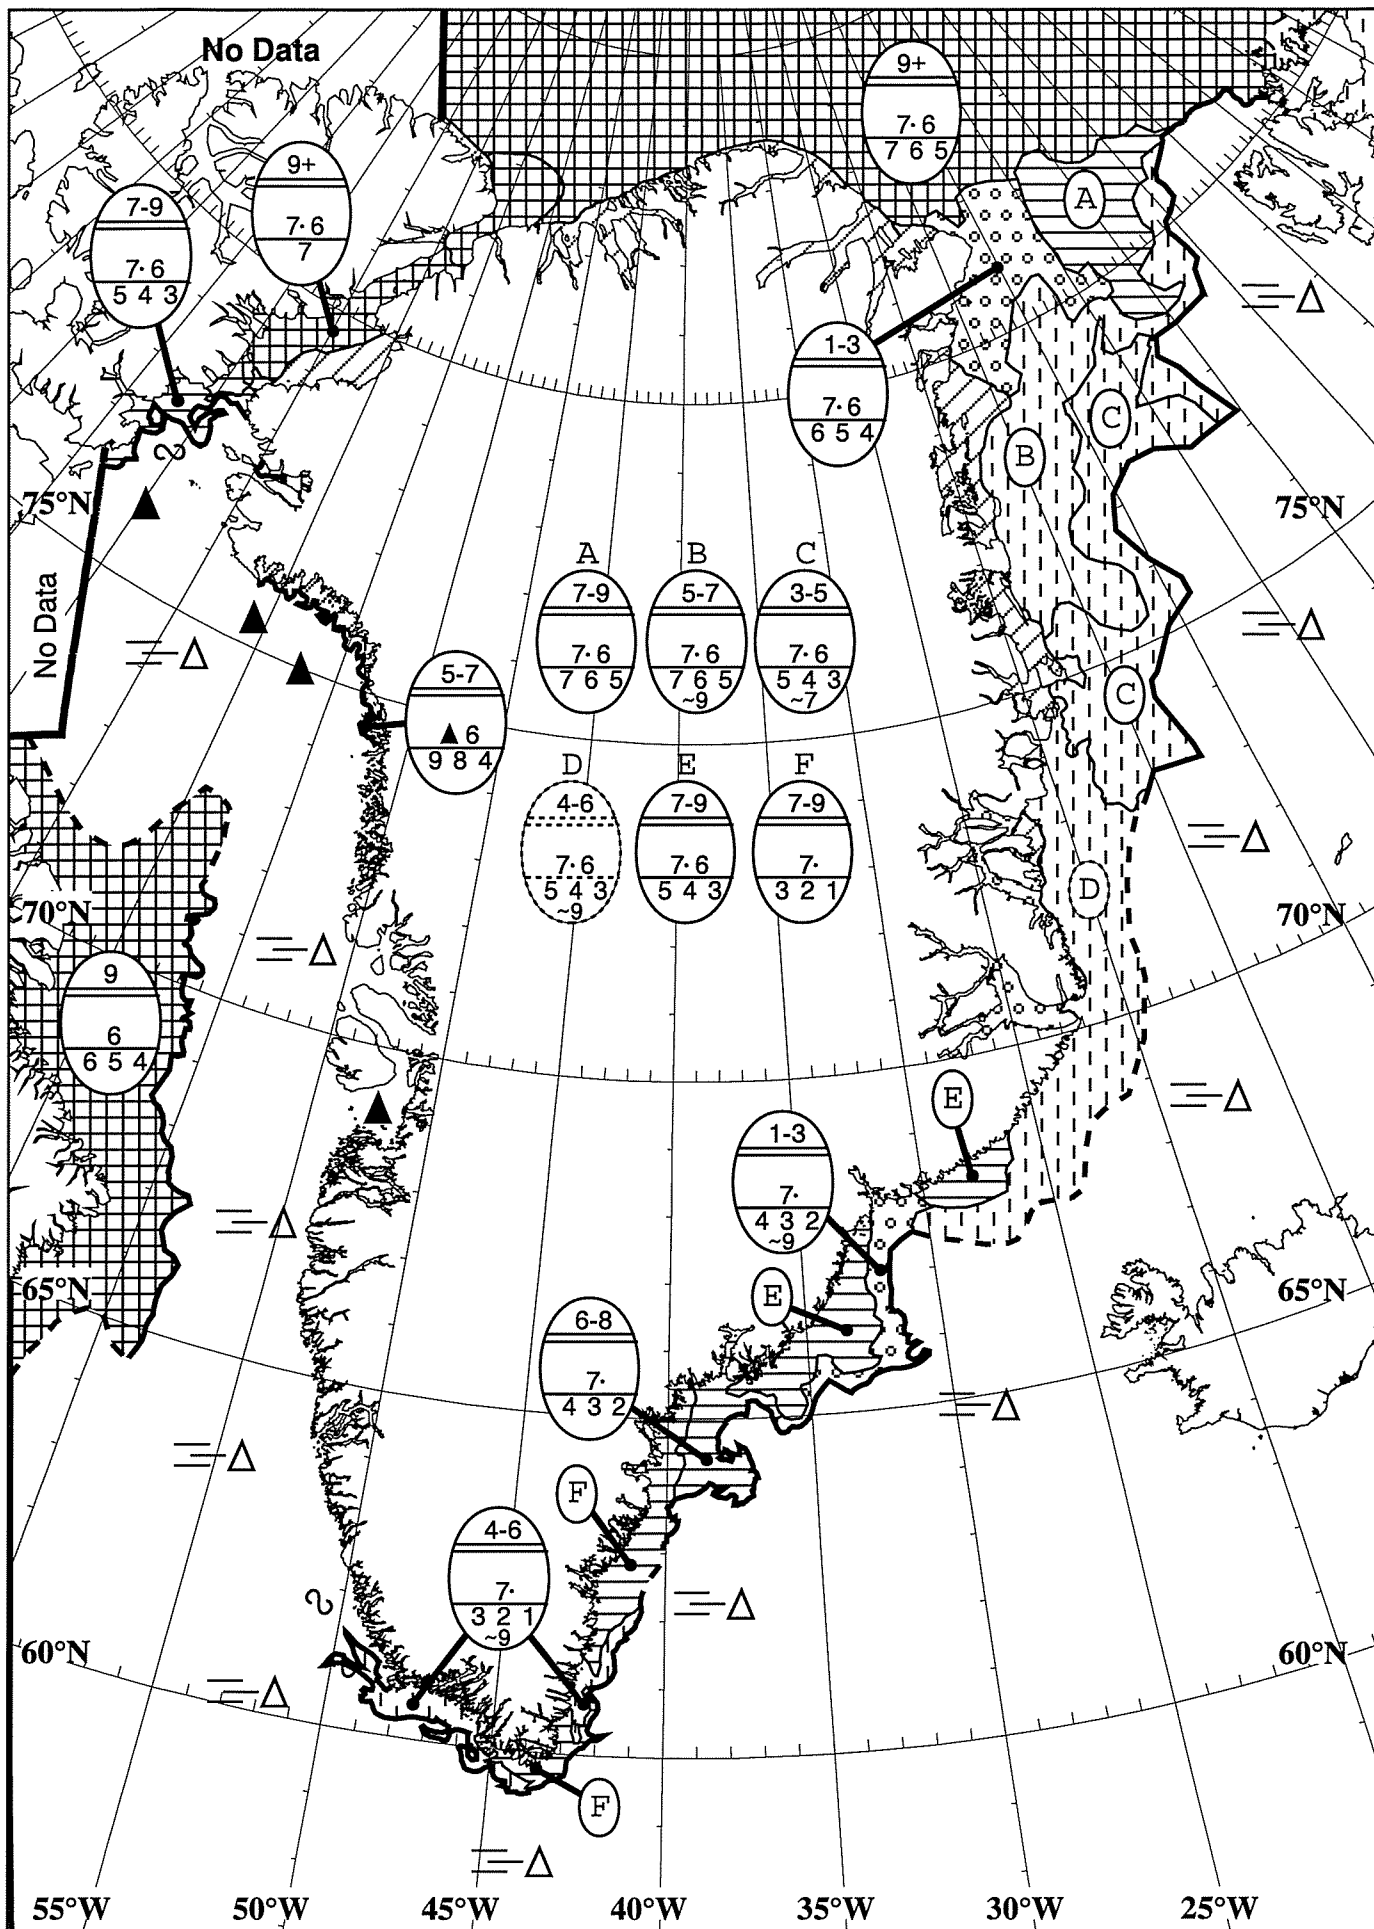 No Data
9+
7· 6
7 6 5
9+
7· 6
7
7-9
7· 6
5 4 3
A
1-3
7· 6
6 5 4
C
B
75°N
75°N
No Data
A
7-9
7· 6
7 6 5
B
5-7
7· 6
7 6 5
~9
C
3-5
7· 6
5 4 3
~7
5-7
▲ 6
9 8 4
C
D
4-6
7· 6
5 4 3
~9
E
7-9
7· 6
5 4 3
F
7-9
7·
3 2 1
D
70°N
70°N
9
6
6 5 4
E
1-3
7·
4 3 2
~9
65°N
65°N
E
6-8
7·
4 3 2
F
4-6
7·
3 2 1
~9
60°N
60°N
F
55°W 50°W 45°W 40°W 35°W 30°W 25°W